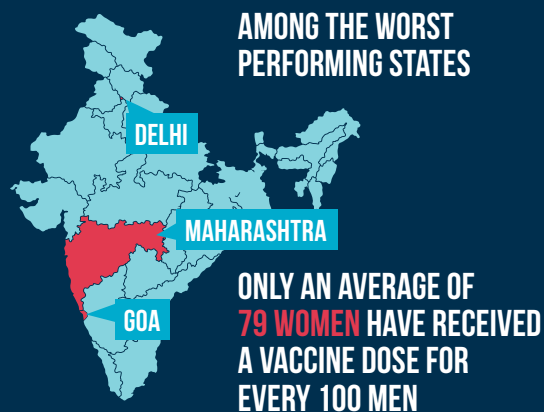 AMONG THE WORST
PERFORMING STATES
DELHI
MAHARASHTRA
GOA
ONLY AN AVERAGE OF
79 WOMEN HAVE RECEIVED
A VACCINE DOSE FOR
EVERY 100 MEN